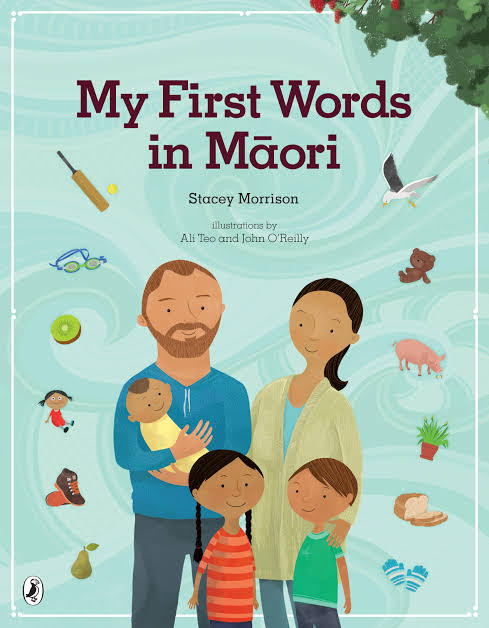 My First Words
in Māori
Stacey Morrison
illustrations by
Ali Teo and John O'Reilly